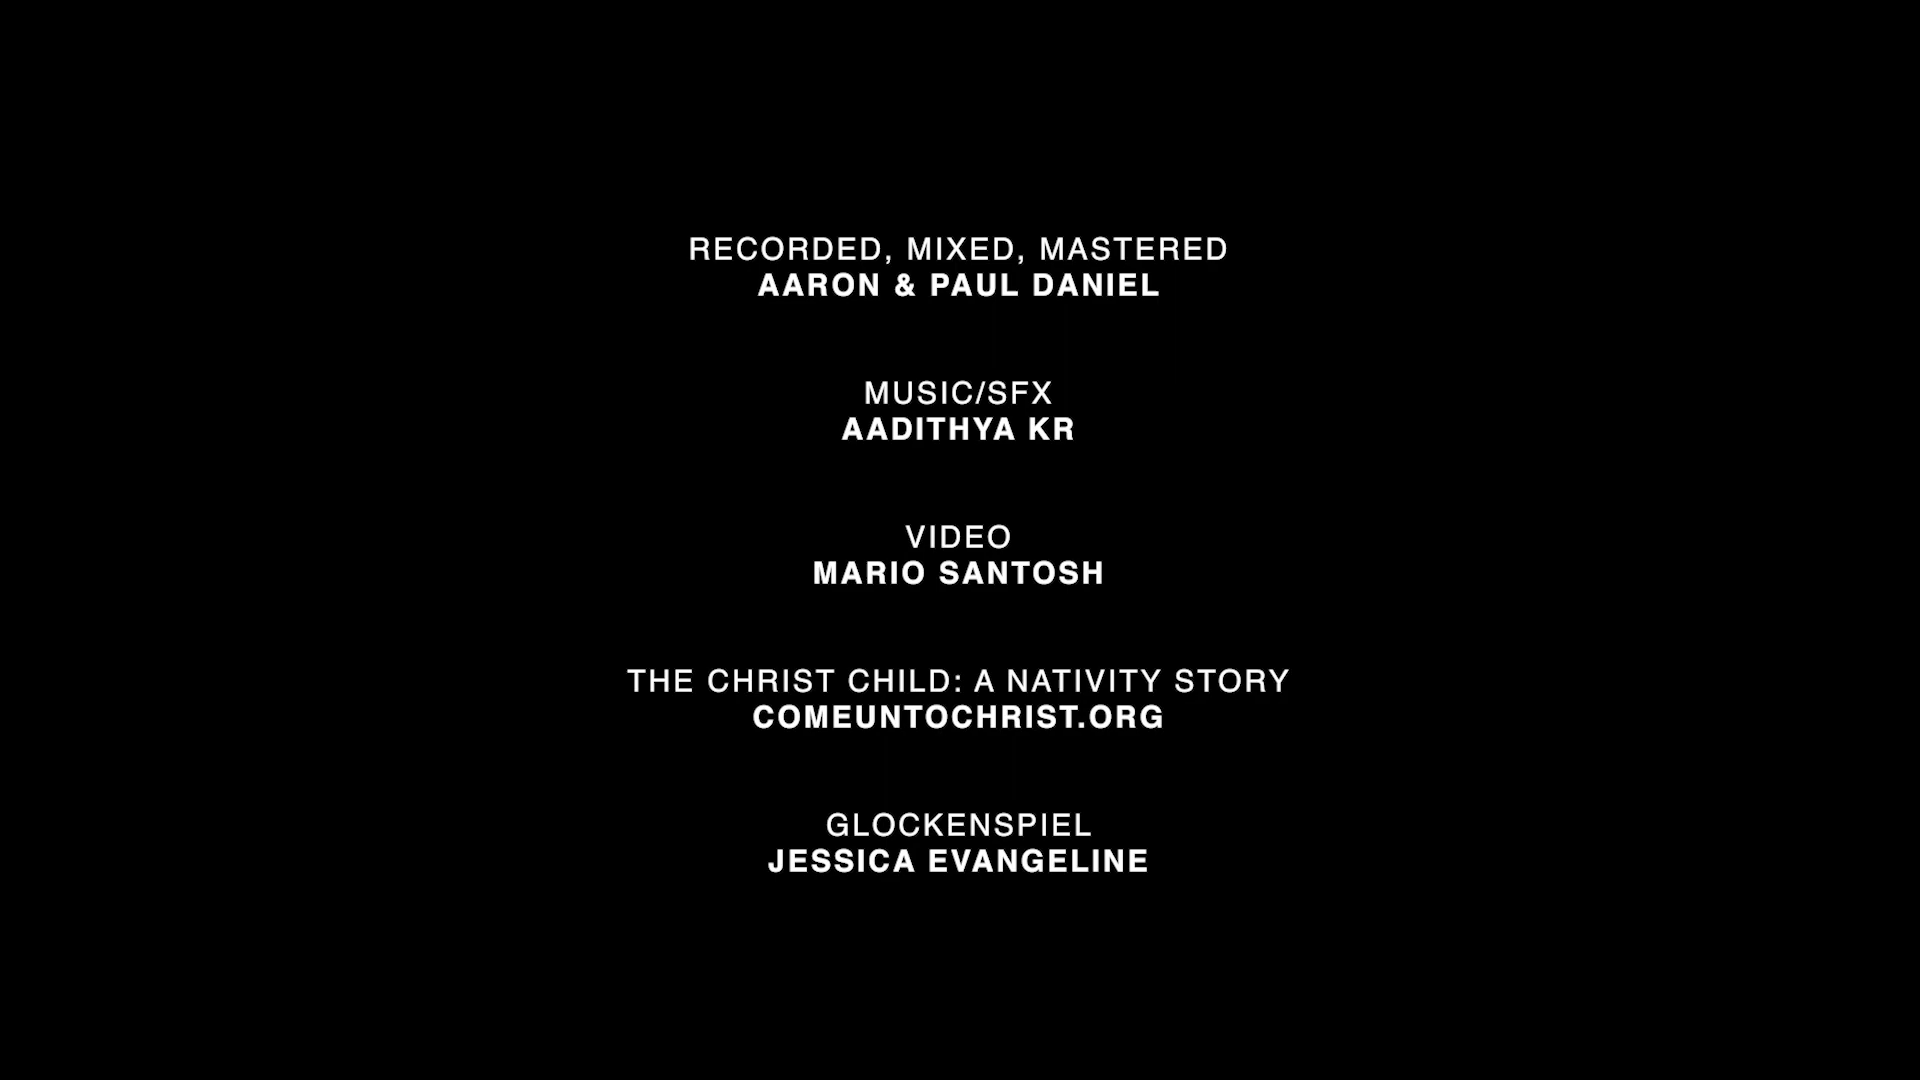 RECORDED, MIXED, MASTERED
AARON & PAUL DANIEL
MUSIC/SFX
AADITHYA KR
VIDEO
MARIO SANTOSH
THE CHRIST CHILD: A NATIVITY STORY
COMEUNTOCHRIST.ORG
GLOCKENSPIEL
JESSICA EVANGELINE